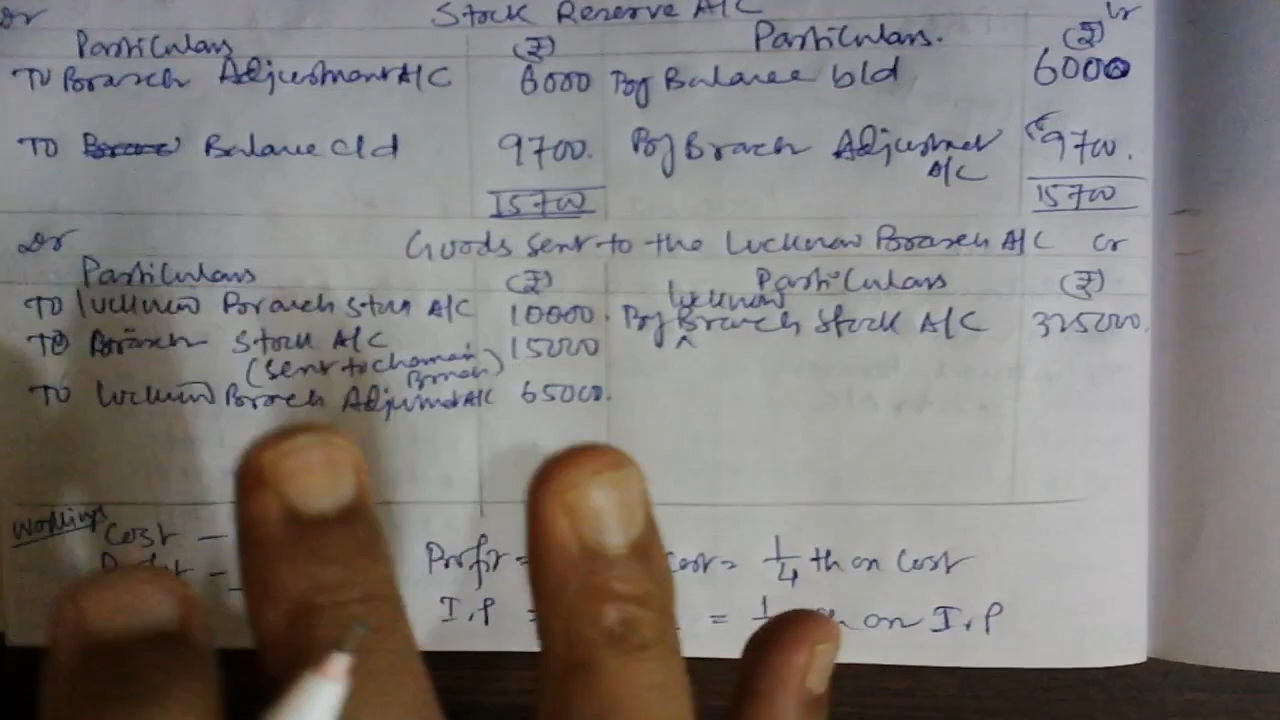 Dr Stock Reserve A/C Cr
Particulars (₹) Particulars. (₹)
To Branch Adjustment A/C 6000 By Balance b/d 6000
To Balance c/d 9700. By Branch Adjustment A/C 9700.
15700 15700
Dr Goods sent to the Lucknow Branch A/C Cr
Particulars (₹) Particulars (₹)
To Lucknow Branch Stock A/C 10000. By Lucknow Branch Stock A/C 325000.
To Branch Stock A/C 15000
(sent to Branch)
To Lucknow Branch Adjustment A/C 65000.
Workings
Cost — Profit = cost = 1/4 th on cost
I.P = = on I.P